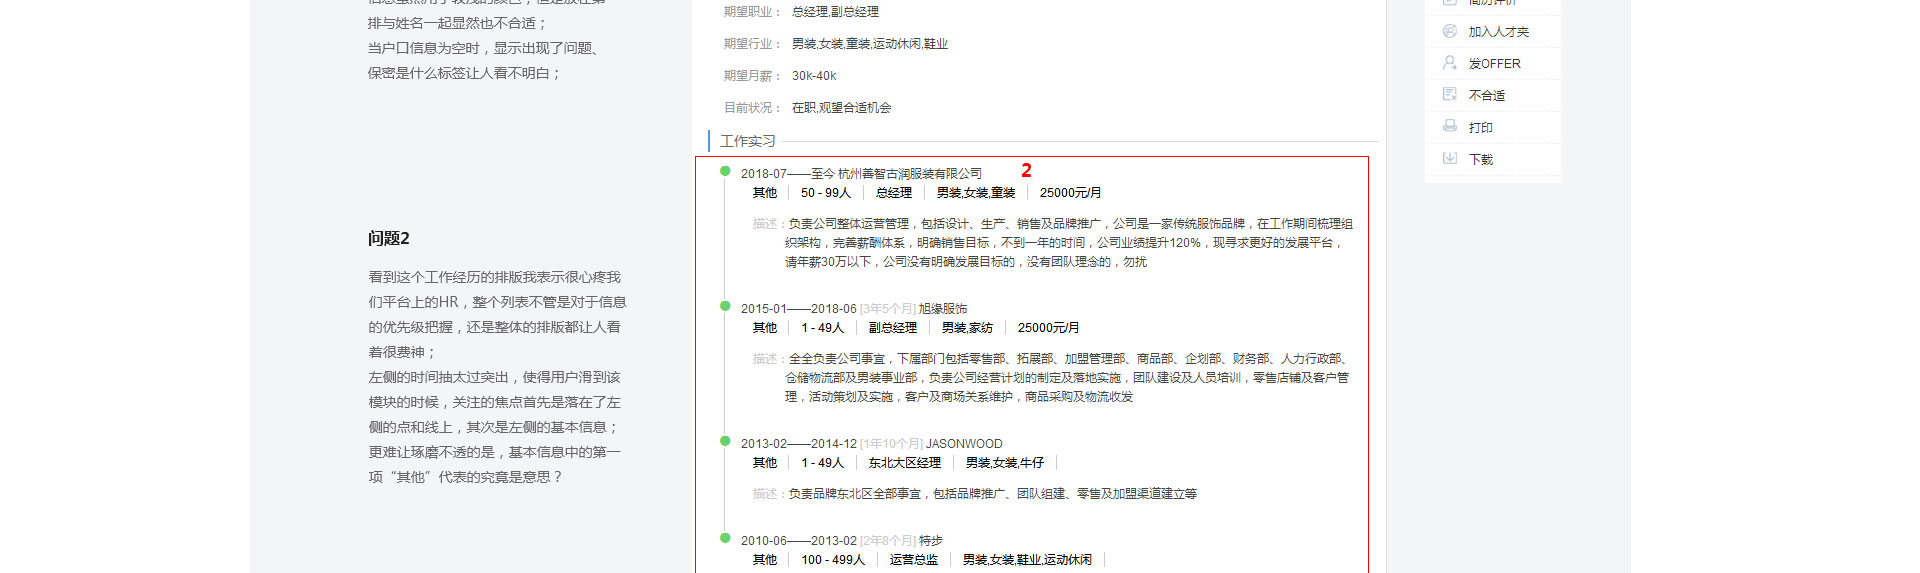 排与姓名一起显然也不合适；
当户口信息为空时，显示出现了问题、
保密是什么标签让人看不明白；
问题2
看到这个工作经历的排版我表示很心疼我
们平台上的HR，整个列表不管是对于信息
的优先级把握，还是整体的排版都让人看
着很费神；
左侧的时间抽太过突出，使得用户滑到该
模块的时候，关注的焦点首先是落在了左
侧的点和线上，其次是左侧的基本信息；
更难让琢磨不透的是，基本信息中的第一
项“其他”代表的究竟是意思？
期望职业： 总经理,副总经理
期望行业： 男装,女装,童装,运动休闲,鞋业
期望月薪： 30k-40k
目前状况： 在职,观望合适机会
工作实习
2018-07——至今 杭州善智古润服装有限公司 2
其他 50 - 99人 总经理 男装,女装,童装 25000元/月
描述：负责公司整体运营管理，包括设计、生产、销售及品牌推广，公司是一家传统服饰品牌，在工作期间梳理组
织架构，完善薪酬体系，明确销售目标，不到一年的时间，公司业绩提升120%，现寻求更好的发展平台，
请年薪30万以下，公司没有明确发展目标的，没有团队理念的，勿扰
2015-01——2018-06 [3年5个月] 旭缘服饰
其他 1 - 49人 副总经理 男装,家纺 25000元/月
描述：全全负责公司事宜，下属部门包括零售部、拓展部、加盟管理部、商品部、企划部、财务部、人力行政部、
仓储物流部及男装事业部，负责公司经营计划的制定及落地实施，团队建设及人员培训，零售店铺及客户管
理，活动策划及实施，客户及商场关系维护，商品采购及物流收发
2013-02——2014-12 [1年10个月] JASONWOOD
其他 1 - 49人 东北大区经理 男装,女装,牛仔
描述：负责品牌东北区全部事宜，包括品牌推广、团队组建、零售及加盟渠道建立等
2010-06——2013-02 [2年8个月] 特步
其他 100 - 499人 运营总监 男装,女装,鞋业,运动休闲
简历评价
加入人才夹
发OFFER
不合适
打印
下载